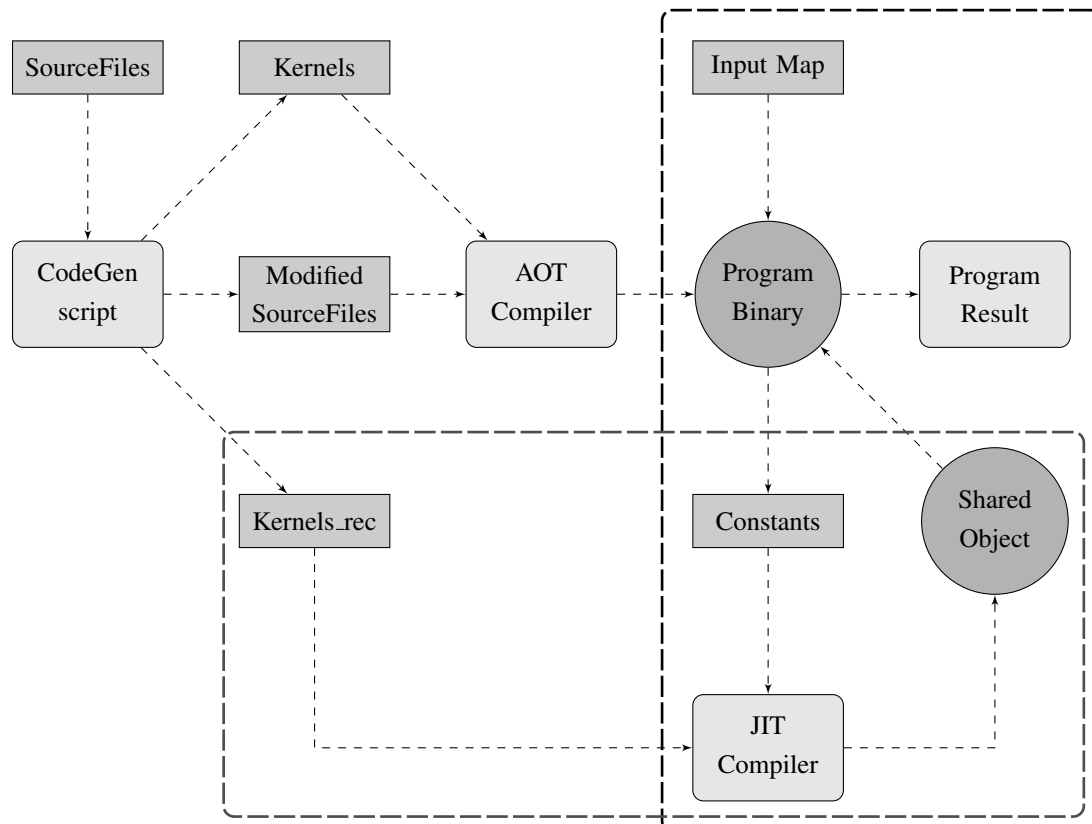 SourceFiles
Kernels
Input Map
CodeGen
script
Modified
SourceFiles
AOT
Compiler
Program
Binary
Program
Result
Kernels_rec
Constants
Shared
Object
JIT
Compiler